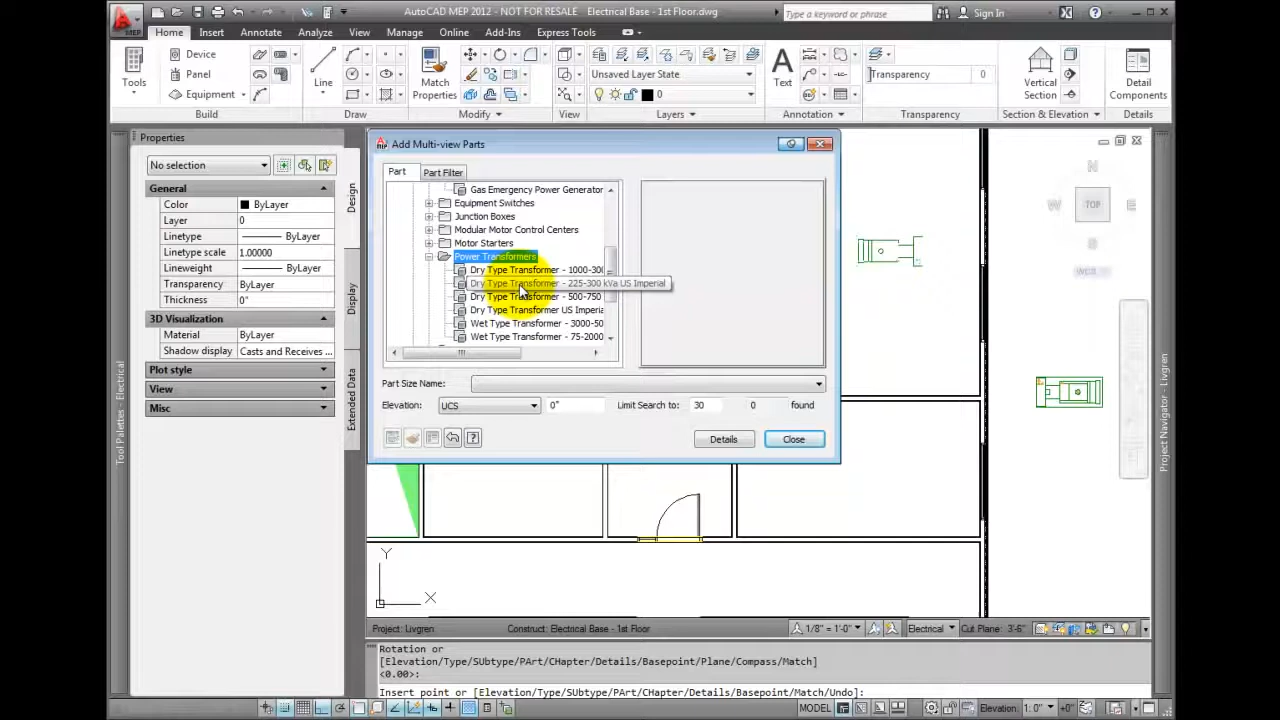 AutoCAD MEP 2012 - NOT FOR RESALE Electrical Base - 1st Floor.dwg
Type a keyword or phrase
Sign In
MEP
Home Insert Annotate Analyze View Manage Online Add-Ins Express Tools
Tools
Device
Panel
Equipment
Build
Line
Draw
Match
Properties
Modify
Unsaved Layer State
0
Layers
A
Text
Annotation
Transparency 0
Transparency
Vertical
Section
Section & Elevation
Detail
Components
Details
Properties
No selection
General
Color ByLayer
Layer 0
Linetype ByLayer
Linetype scale 1.00000
Lineweight ByLayer
Transparency ByLayer
Thickness 0"
3D Visualization
Material ByLayer
Shadow display Casts and Receives ...
Plot style
View
Misc
Design
Display
Extended Data
Tool Palettes - Electrical
Add Multi-view Parts
Part Part Filter
Gas Emergency Power Generator
Equipment Switches
Junction Boxes
Modular Motor Control Centers
Motor Starters
Power Transformers
Dry Type Transformer - 1000-300
Dry Type Transformer - 225-300 kVa US Imperial
Dry Type Transformer - 500-750
Dry Type Transformer US Imperia
Wet Type Transformer - 3000-50
Wet Type Transformer - 75-2000
Part Size Name:
Elevation: UCS 0" Limit Search to: 30 0 found
Details Close
N
W TOP E
S
WCS
Project Navigator - Livgren
Y
X
Project: Livgren Construct: Electrical Base - 1st Floor 1/8" = 1'-0" Electrical Cut Plane: 3'-6"
Rotation or
[Elevation/Type/SUbtype/PArt/CHapter/Details/Basepoint/Plane/Compass/Match]
<0.00>:
Insert point or [Elevation/Type/SUbtype/PArt/CHapter/Details/Basepoint/Match/Undo]:
MODEL Elevation: 1'0" +0"